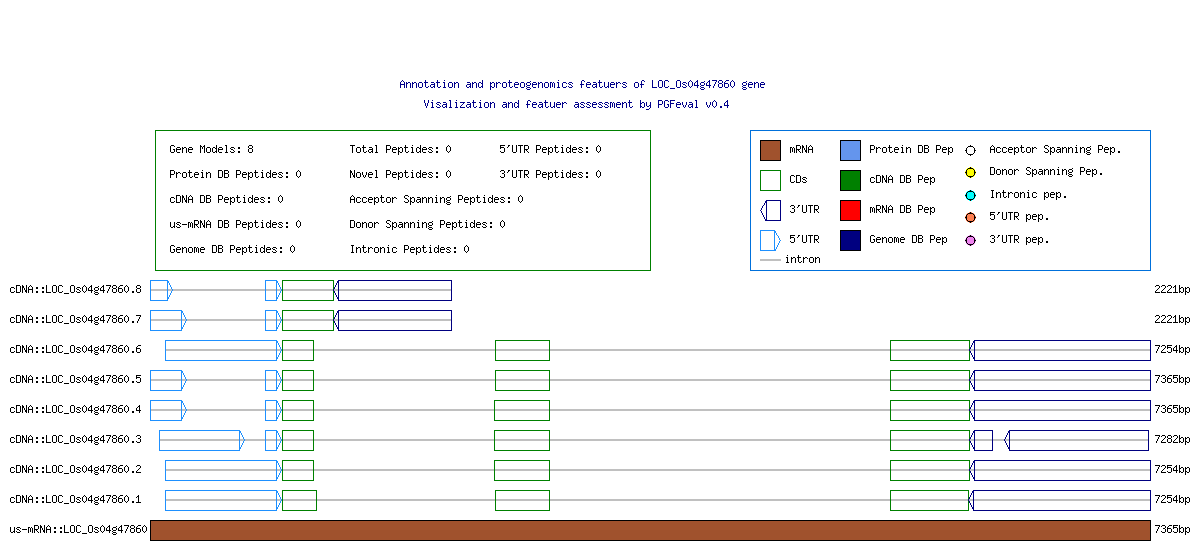 Annotation and proteogenomics featuers of LOC_Os04g47860 gene
Visalization and featuer assessment by PGFeval v0.4
Gene Models: 8 Total Peptides: 0 5'UTR Peptides: 0
Protein DB Peptides: 0 Novel Peptides: 0 3'UTR Peptides: 0
cDNA DB Peptides: 0 Acceptor Spanning Peptides: 0
us-mRNA DB Peptides: 0 Donor Spanning Peptides: 0
Genome DB Peptides: 0 Intronic Peptides: 0
mRNA Protein DB Pep Acceptor Spanning Pep.
CDs cDNA DB Pep Donor Spanning Pep.
3'UTR mRNA DB Pep Intronic pep.
5'UTR Genome DB Pep 5'UTR pep.
intron 3'UTR pep.
cDNA::LOC_Os04g47860.8 2221bp
cDNA::LOC_Os04g47860.7 2221bp
cDNA::LOC_Os04g47860.6 7254bp
cDNA::LOC_Os04g47860.5 7365bp
cDNA::LOC_Os04g47860.4 7365bp
cDNA::LOC_Os04g47860.3 7282bp
cDNA::LOC_Os04g47860.2 7254bp
cDNA::LOC_Os04g47860.1 7254bp
us-mRNA::LOC_Os04g47860 7365bp